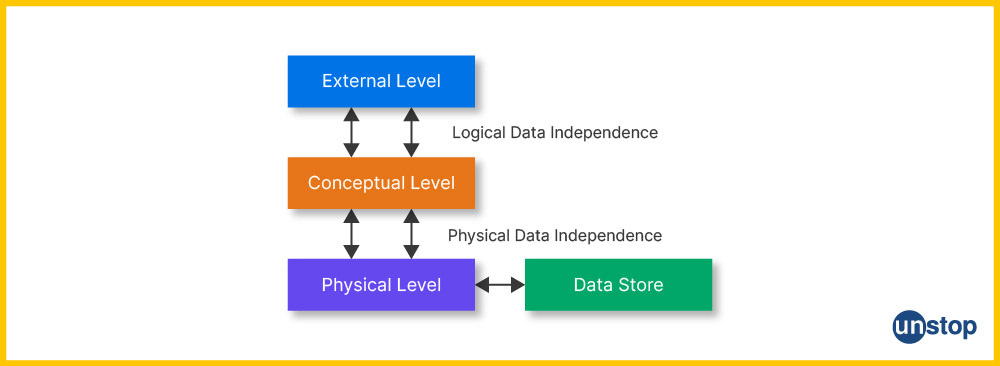 External Level
Logical Data Independence
Conceptual Level
Physical Data Independence
Physical Level
Data Store
unstop